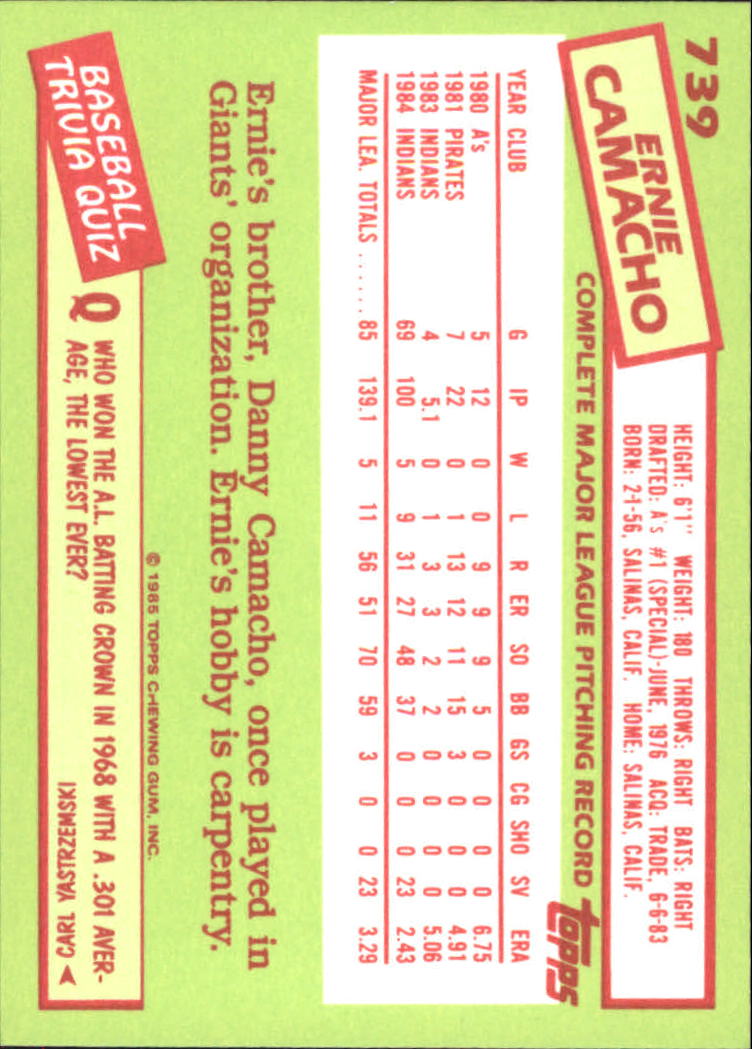 739
ERNIE
CAMACHO
HEIGHT: 6'1" WEIGHT: 180 THROWS: RIGHT BATS: RIGHT
DRAFTED: A's #1 (SPECIAL)-JUNE, 1976 ACQ: TRADE, 6-6-83
BORN: 2-1-56, SALINAS, CALIF. HOME: SALINAS, CALIF.
COMPLETE MAJOR LEAGUE PITCHING RECORD
topps
YEAR CLUB G IP W L R ER SO BB GS CG SHO SV ERA
1980 A's 5 12 0 0 9 9 9 5 0 0 0 0 6.75
1981 PIRATES 7 22 0 1 13 12 11 15 3 0 0 0 4.91
1983 INDIANS 4 5.1 0 1 3 3 2 2 0 0 0 0 5.06
1984 INDIANS 69 100 5 9 31 27 48 37 0 0 0 23 2.43
MAJOR LEA. TOTALS ...... 85 139.1 5 11 56 51 70 59 3 0 0 23 3.29
Ernie's brother, Danny Camacho, once played in
Giants' organization. Ernie's hobby is carpentry.
© 1985 TOPPS CHEWING GUM, INC.
BASEBALL
TRIVIA QUIZ
Q WHO WON THE A.L. BATTING CROWN IN 1968 WITH A .301 AVER-
AGE, THE LOWEST EVER?
CARL YASTRZEMSKI